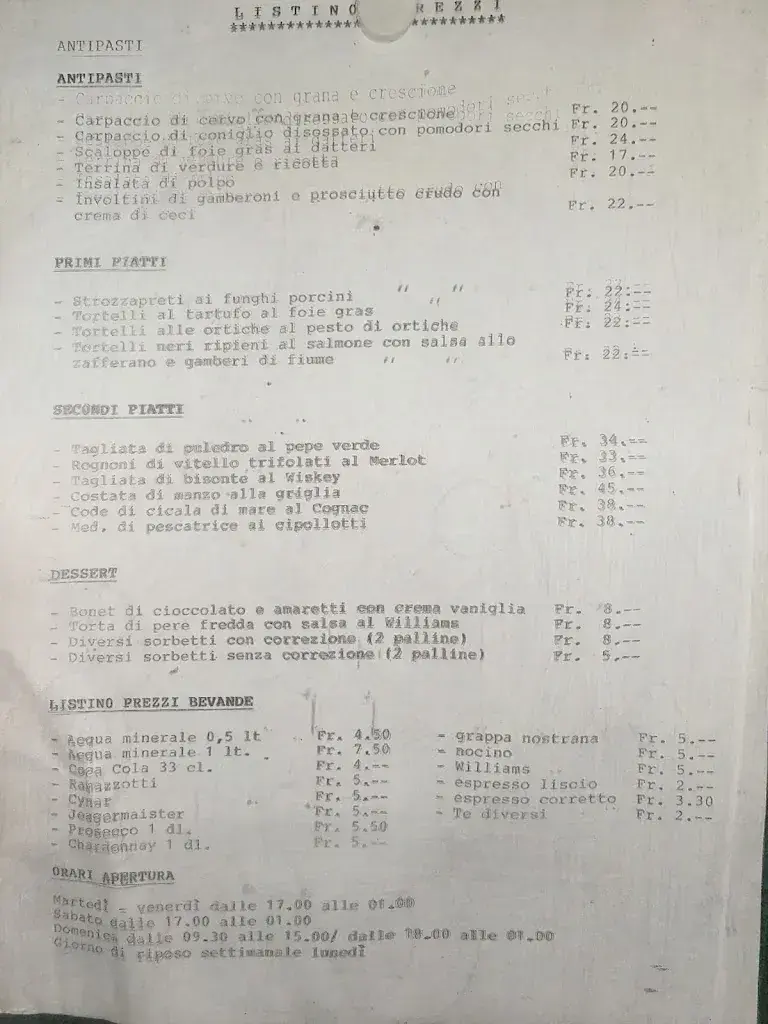 LISTINO REZZI
*************** **********
ANTIPASTI
ANTIPASTI
- Carpaccio di cervo con grana e crescione
- Carpaccio di cervo con grana e crescione Fr. 20.--
- Carpaccio di coniglio disossato con pomodori secchi Fr. 20.--
- Scaloppe di foie gras ai datteri Fr. 24.--
- Terrina di verdure e ricotta Fr. 17.--
- Insalata di polpo Fr. 20.--
- Involtini di gamberoni e prosciutto crudo con
crema di ceci Fr. 22.--
PRIMI PIATTI
- Strozzapreti ai funghi porcini " " Fr. 22.--
- Tortelli al tartufo al foie gras " Fr. 24.--
- Tortelli alle ortiche al pesto di ortiche Fr. 22.--
- Tortelli neri ripieni al salmone con salsa allo
zafferano e gamberi di fiume " " Fr. 22.--
SECONDI PIATTI
- Tagliata di puledro al pepe verde Fr. 34.--
- Rognoni di vitello trifolati al Merlot Fr. 33.--
- Tagliata di bisonte al Wiskey Fr. 36.--
- Costata di manzo alla griglia Fr. 45.--
- Code di cicala di mare al Cognac Fr. 38.--
- Med. di pescatrice ai cipollotti Fr. 38.--
DESSERT
- Bonet di cioccolato e amaretti con crema vaniglia Fr. 8.--
- Torta di pere fredda con salsa al Williams Fr. 8.--
- Diversi sorbetti con correzione (2 palline) Fr. 8.--
- Diversi sorbetti senza correzione (2 palline) Fr. 5.--
LISTINO PREZZI BEVANDE
- Acqua minerale 0,5 lt Fr. 4.50 - grappa nostrana Fr. 5.--
- Acqua minerale 1 lt. Fr. 7.50 - nocino Fr. 5.--
- Coca Cola 33 cl. Fr. 4.-- - Williams Fr. 5.--
- Ramazzotti Fr. 5.-- - espresso liscio Fr. 2.--
- Cynar Fr. 5.-- - espresso corretto Fr. 3.30
- Jeagermaister Fr. 5.-- - Te diversi Fr. 2.--
- Prosecco 1 dl. Fr. 5.50
- Chardonnay 1 dl. Fr. 5.--
ORARI APERTURA
Martedì - venerdì dalle 17.00 alle 01.00
Sabato dalle 17.00 alle 01.00
Domenica dalle 09.30 alle 15.00/ dalle 18.00 alle 01.00
Giorno di riposo settimanale lunedì